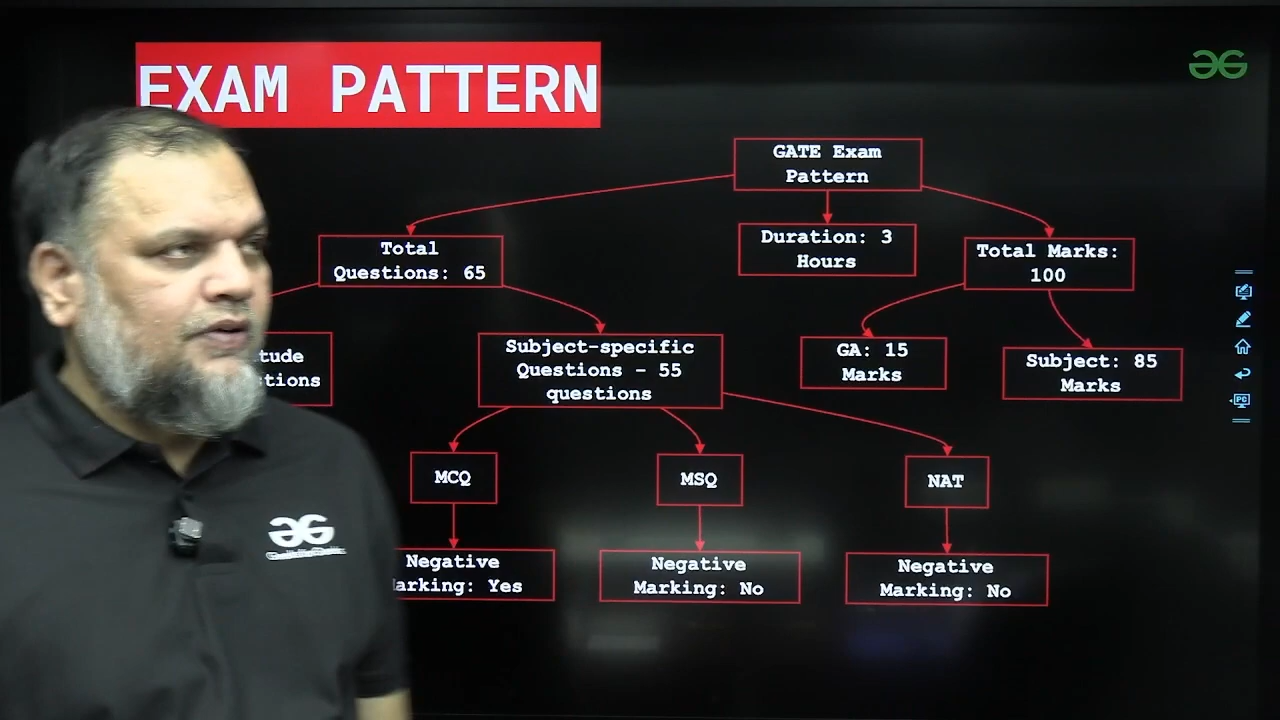 EXAM PATTERN
GATE Exam
Pattern
Total
Questions: 65
Duration: 3
Hours
Total Marks:
100
Subject-specific
Questions - 55
questions
GA: 15
Marks
Subject: 85
Marks
MCQ
MSQ
NAT
Negative
Marking: No
Negative
Marking: No
Negative
Yes
PC